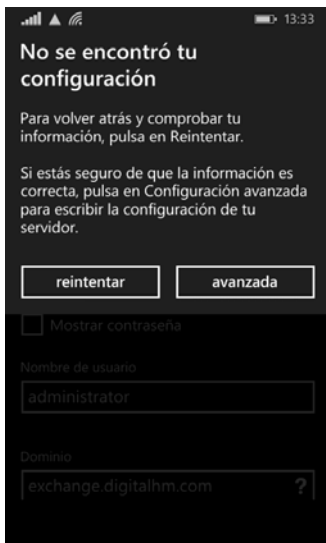 13:33
No se encontró tu
configuración
Para volver atrás y comprobar tu
información, pulsa en Reintentar.
Si estás seguro de que la información es
correcta, pulsa en Configuración avanzada
para escribir la configuración de tu
servidor.
reintentar avanzada
Mostrar contraseña
Nombre de usuario
administrator
Dominio
exchange.digitalhm.com ?